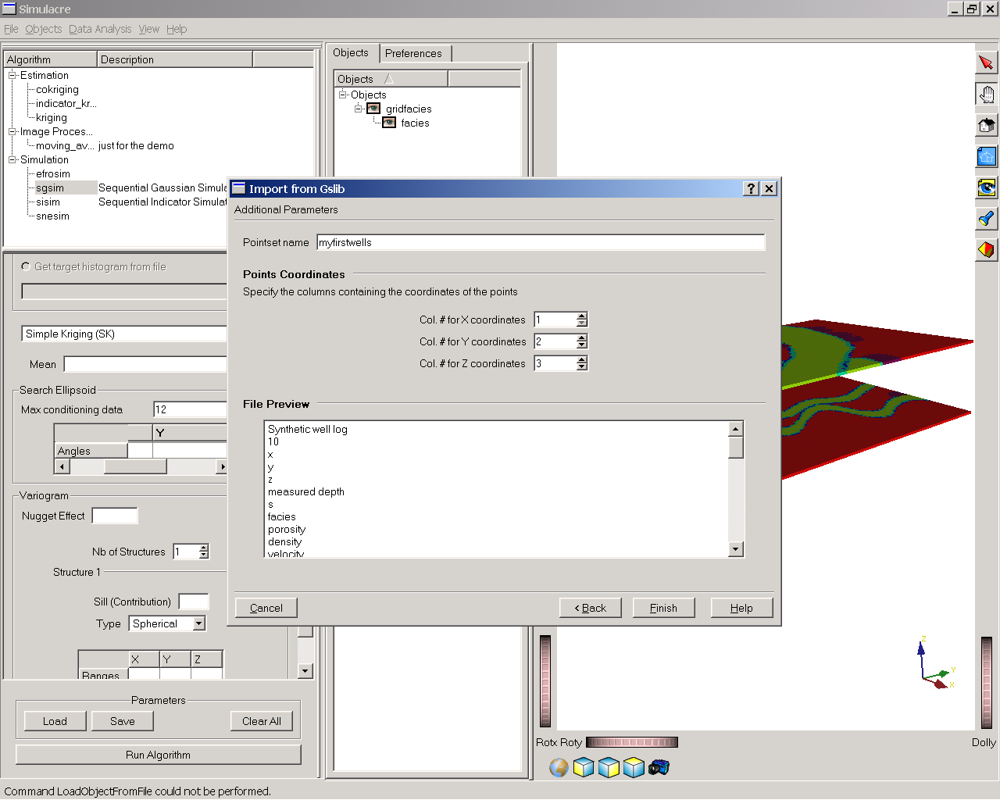 Simulacre
File Objects Data Analysis View Help
Algorithm Description
Estimation
cokriging
indicator_kr...
kriging
Image Proces...
moving_av... just for the demo
Simulation
efrosim
sgsim Sequential Gaussian Simula
sisim Sequential Indicator Simulat
snesim
Get target histogram from file
Simple Kriging (SK)
Mean
Search Ellipsoid
Max conditioning data 12
Y
Angles
Variogram
Nugget Effect
Nb of Structures 1
Structure 1
Sill (Contribution)
Type Spherical
X Y Z
Ranges
Parameters
Load Save Clear All
Run Algorithm
Objects Preferences
Objects
Objects
gridfacies
facies
Import from Gslib
Additional Parameters
Pointset name myfirstwells
Points Coordinates
Specify the columns containing the coordinates of the points
Col. # for X coordinates 1
Col. # for Y coordinates 2
Col. # for Z coordinates 3
File Preview
Synthetic well log
10
x
y
z
measured depth
s
facies
porosity
density
velocity
Cancel < Back Finish Help
Z
Y
X
Rotx Roty Dolly
Command LoadObjectFromFile could not be performed.